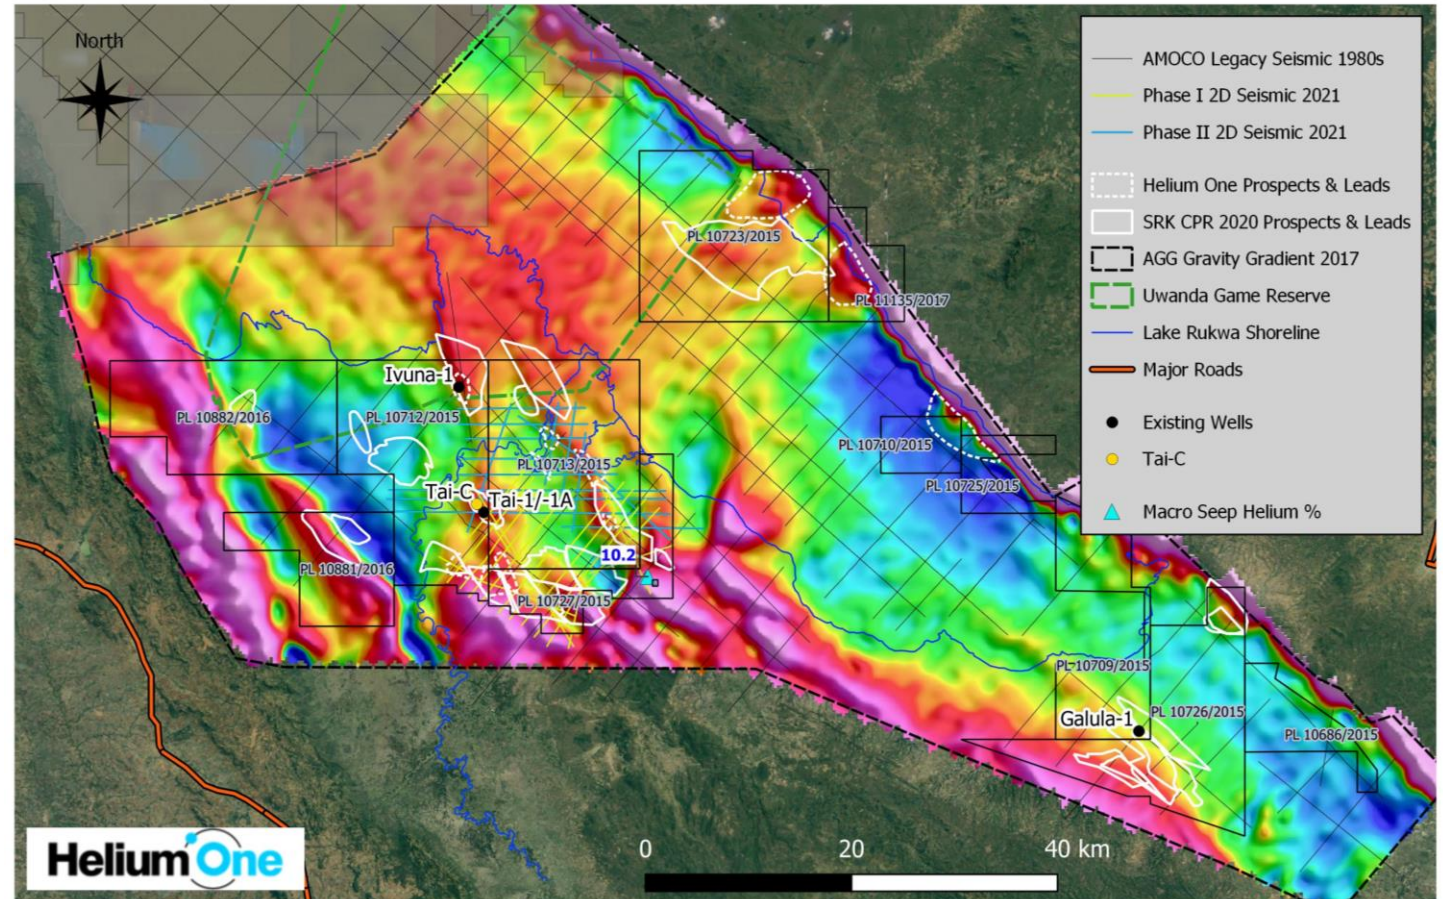 North
AMOCO Legacy Seismic 1980s
Phase I 2D Seismic 2021
Phase II 2D Seismic 2021
Helium One Prospects & Leads
SRK CPR 2020 Prospects & Leads
AGG Gravity Gradient 2017
Uwanda Game Reserve
Lake Rukwa Shoreline
Major Roads
Existing Wells
Tai-C
Macro Seep Helium %
PL 10723/2015
PL 11135/2017
Ivuna-1
PL 10882/2016
PL 10712/2015
PL 10710/2015
PL 10713/2015
PL 10725/2015
Tai-C
Tai-1/-1A
10.2
PL 10881/2016
PL 10727/2015
PL 10709/2015
PL 10726/2015
Galula-1
PL 10686/2015
Helium One
0 20 40 km